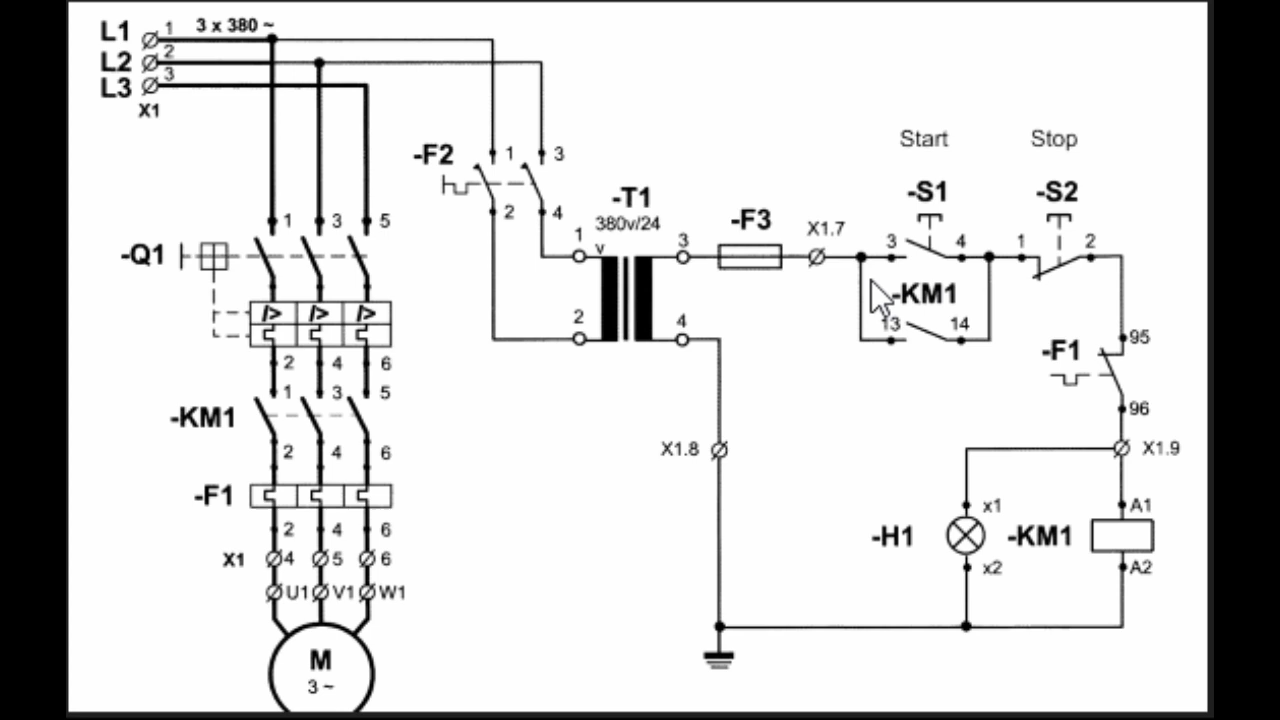 L1 1 3 x 380 ~
L2 2
L3 3
X1
Start Stop
-F2 1 3
-S1 -S2
-T1
380v/24
v
2 4
-F3
X1.7
1 3 5
-Q1
1 3
3 4 1 2
I> I> I>
-KM1
13 14
2 4
95
-F1
2 4 6
1 3 5
-KM1
96
2 4 6
X1.8
X1.9
-F1
x1
A1
2 4 6
-H1 -KM1
X1 4 5 6
x2
A2
U1 V1 W1
M
3 ~